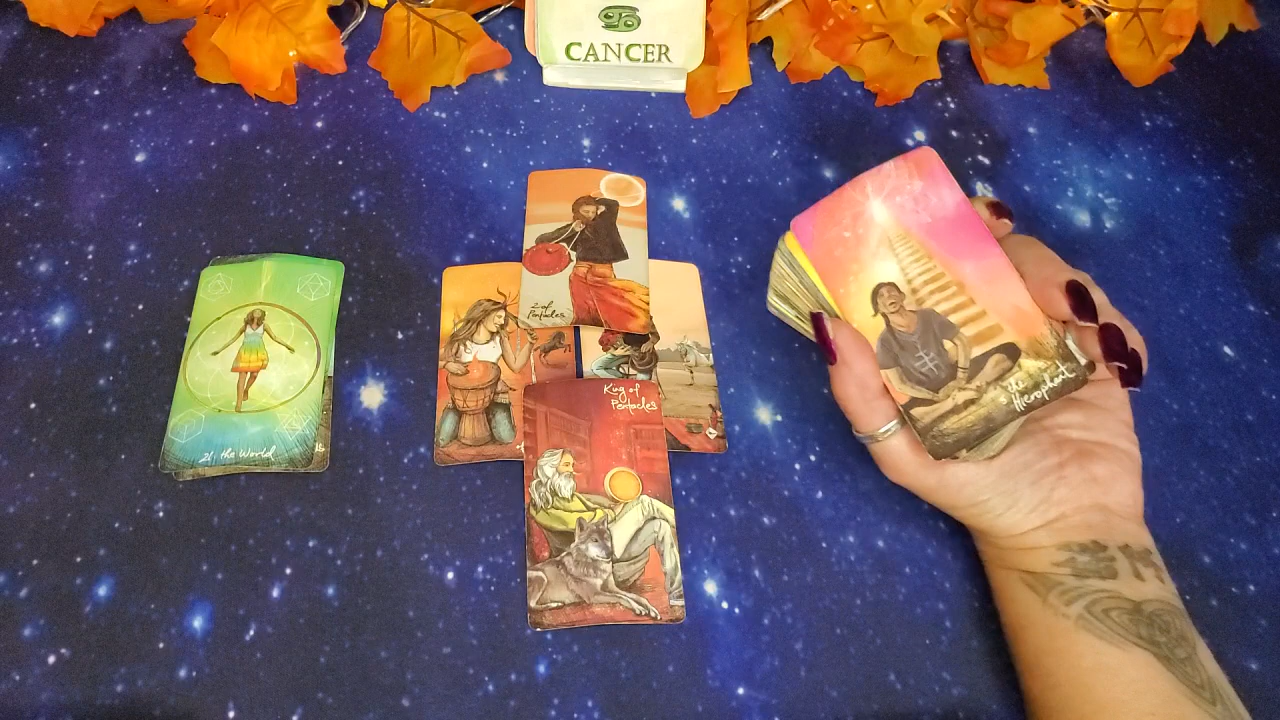 CANCER
2 of
Pentacles
King of
Pentacles
21, the World
5 the
Hierophant